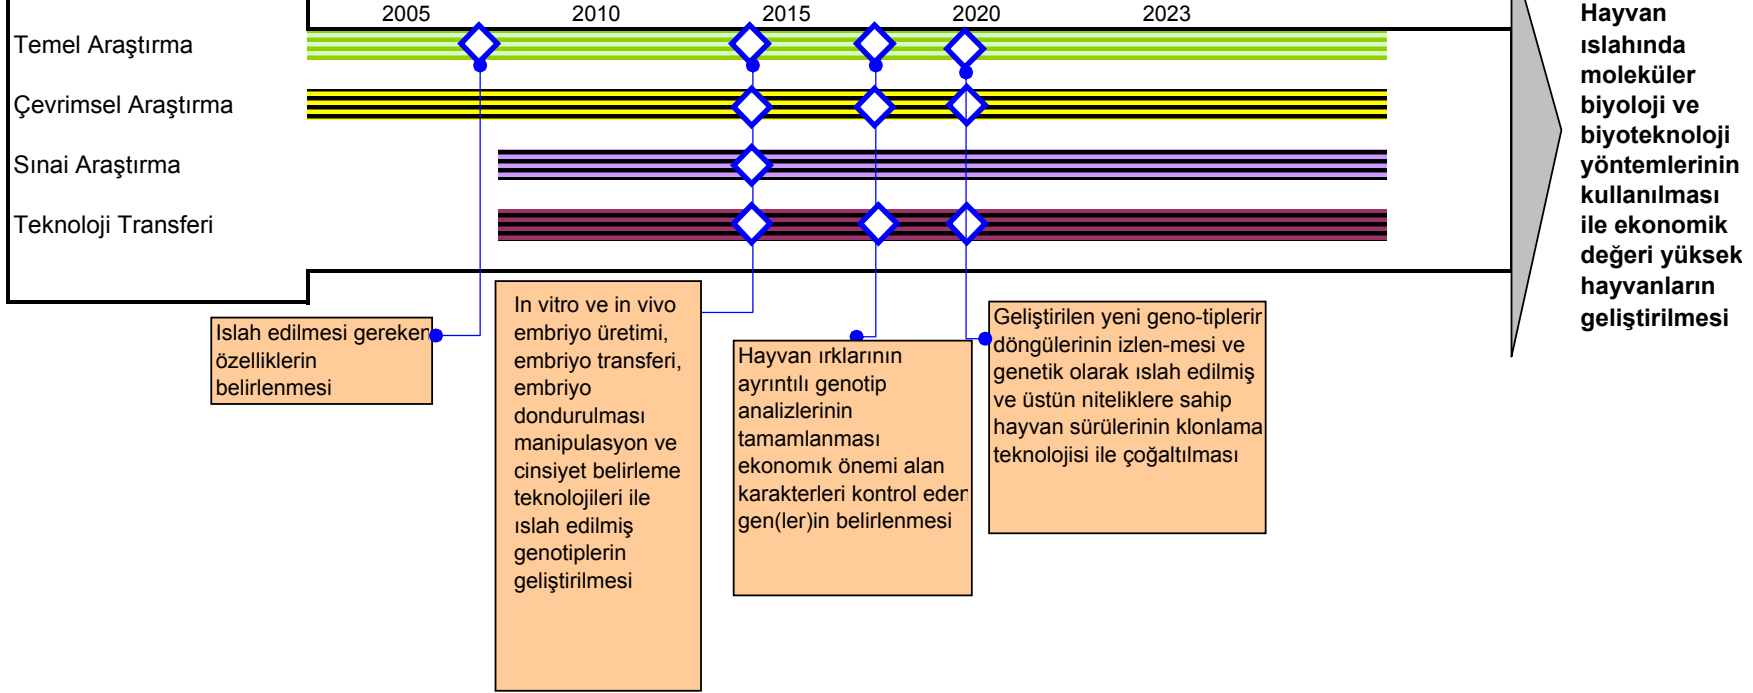 2005 2010 2015 2020 2023
Temel Araştırma
Çevrimsel Araştırma
Sınai Araştırma
Teknoloji Transferi
Hayvan
ıslahında
moleküler
biyoloji ve
biyoteknoloji
yöntemlerinin
kullanılması
ile ekonomik
değeri yüksek
hayvanların
geliştirilmesi
Islah edilmesi gereken
özelliklerin
belirlenmesi
In vitro ve in vivo
embriyo üretimi,
embriyo transferi,
embriyo
dondurulması
manipulasyon ve
cinsiyet belirleme
teknolojileri ile
ıslah edilmiş
genotiplerin
geliştirilmesi
Hayvan ırklarının
ayrıntılı genotip
analizlerinin
tamamlanması
ekonomık önemi alan
karakterleri kontrol eden
gen(ler)in belirlenmesi
Geliştirilen yeni geno-tiplerin
döngülerinin izlen-mesi ve
genetik olarak ıslah edilmiş
ve üstün niteliklere sahip
hayvan sürülerinin klonlama
teknolojisi ile çoğaltılması